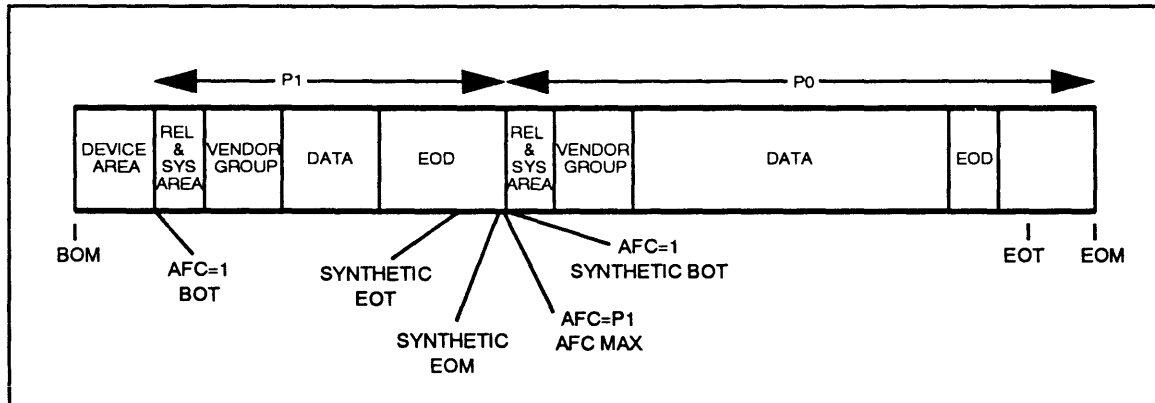 P1
P0
DEVICE
AREA
REL
&
SYS
AREA
VENDOR
GROUP
DATA
EOD
REL
&
SYS
AREA
VENDOR
GROUP
DATA
EOD
BOM
AFC=1
BOT
SYNTHETIC
EOT
SYNTHETIC
EOM
AFC=1
SYNTHETIC BOT
AFC=P1
AFC MAX
EOT
EOM